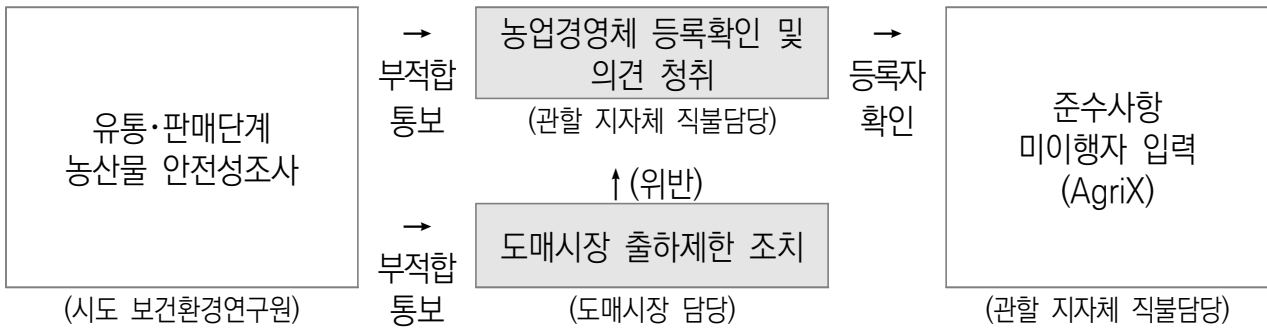 유통·판매단계
농산물 안전성조사
(시도 보건환경연구원)
→
부적합
통보
농업경영체 등록확인 및
의견 청취
(관할 지자체 직불담당)
↑(위반)
→
부적합
통보
도매시장 출하제한 조치
(도매시장 담당)
→
등록자
확인
준수사항
미이행자 입력
(AgriX)
(관할 지자체 직불담당)